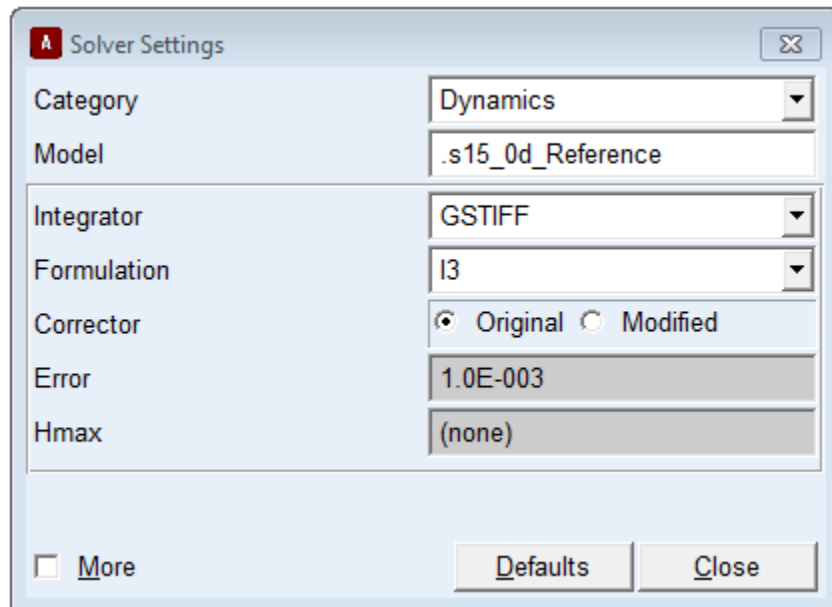 A Solver Settings
Category Dynamics
Model .s15_0d_Reference
Integrator GSTIFF
Formulation I3
Corrector Original Modified
Error 1.0E-003
Hmax (none)
More Defaults Close